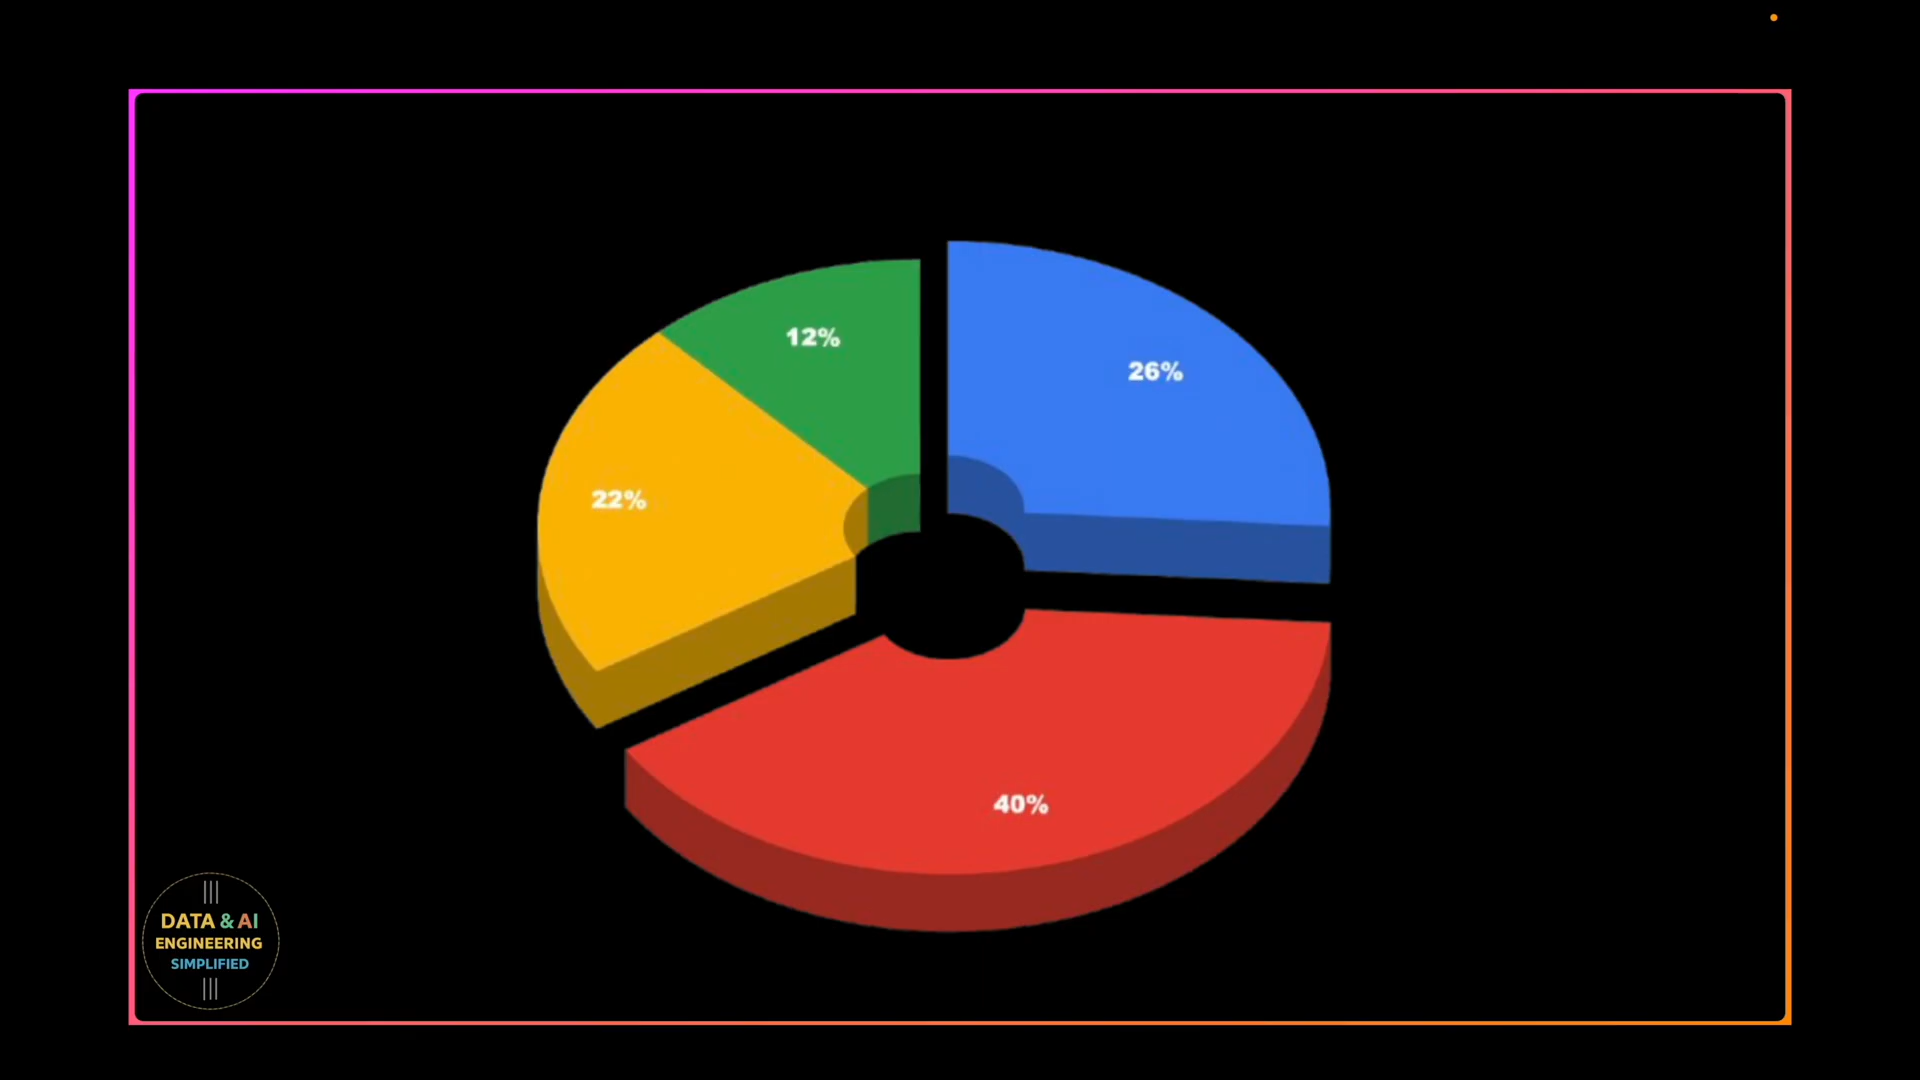 12%
26%
22%
40%
DATA & AI
ENGINEERING
SIMPLIFIED